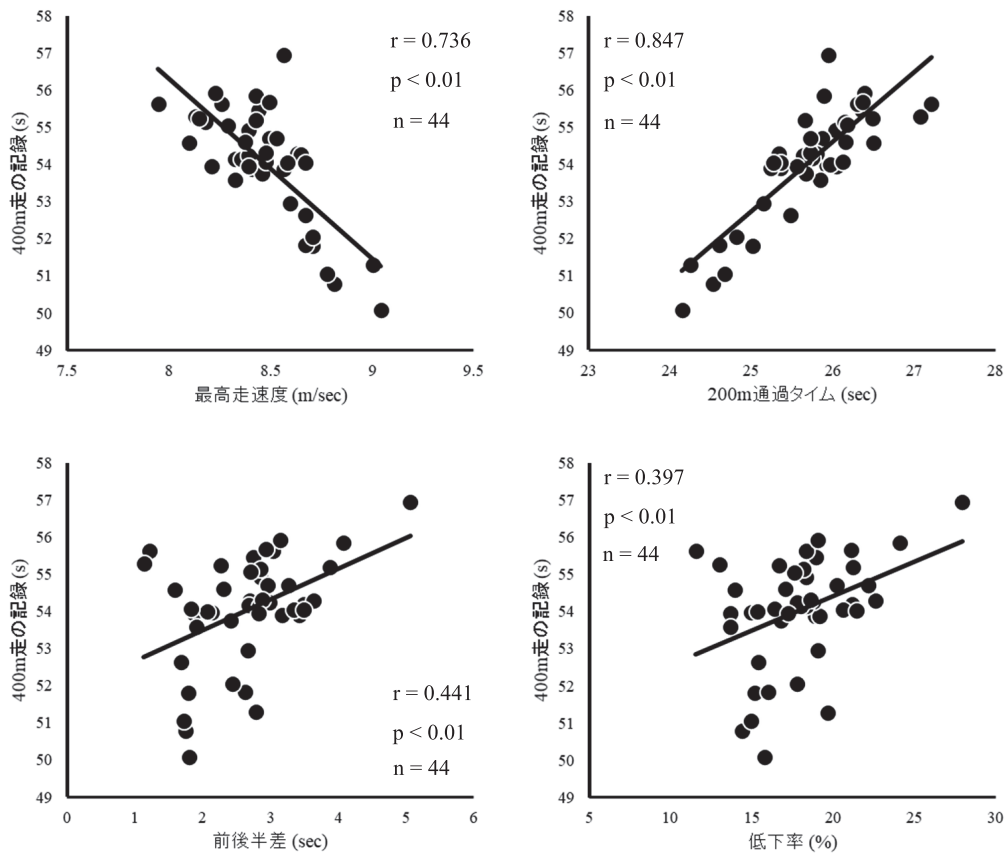 58
57
56
55
54
53
52
51
50
49
400m走の記録 (s)
r = 0.736
p < 0.01
n = 44
7.5 8 8.5 9 9.5
最高走速度 (m/sec)
58
57
56
55
54
53
52
51
50
49
400m走の記録 (s)
r = 0.847
p < 0.01
n = 44
23 24 25 26 27 28
200m通過タイム (sec)
58
57
56
55
54
53
52
51
50
49
400m走の記録 (s)
r = 0.441
p < 0.01
n = 44
0 1 2 3 4 5 6
前後半差 (sec)
58
57
56
55
54
53
52
51
50
49
400m走の記録 (s)
r = 0.397
p < 0.01
n = 44
5 10 15 20 25 30
低下率 (%)